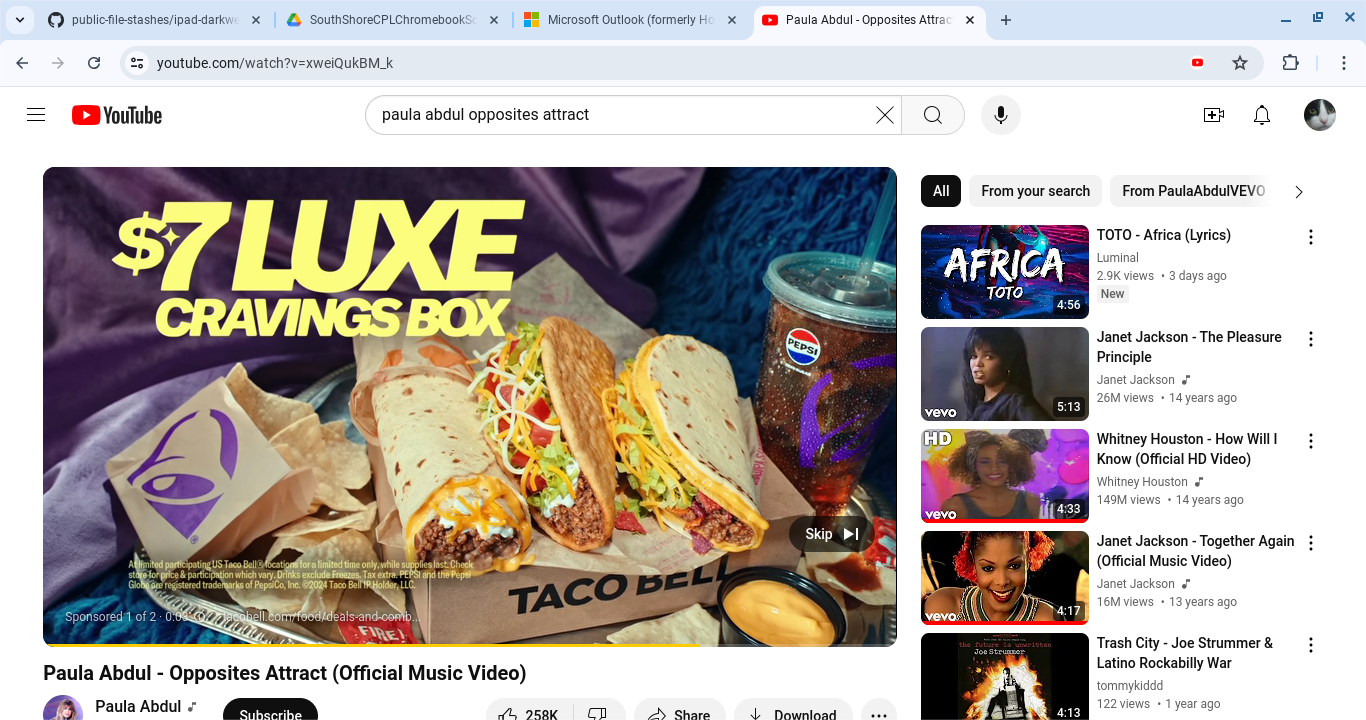 public-file-stashes/ipad-darkwe
SouthShoreCPLChromebookSc
Microsoft Outlook (formerly Ho
Paula Abdul - Opposites Attrac
youtube.com/watch?v=xweiQukBM_k
YouTube
paula abdul opposites attract
$7 LUXE
CRAVINGS BOX
PEPSI
At limited participating US Taco Bell® locations for a limited time only, while supplies last. Check
store for price & participation which vary. Drinks exclude Freezes. Tax extra. PEPSI and the Pepsi
Globe are registered trademarks of PepsiCo, Inc. ©2024 Taco Bell IP Holder, LLC.
Skip
TACO BELL
Sponsored 1 of 2 · 0:03
tacobell.com/food/deals-and-comb...
FIRE!
Paula Abdul - Opposites Attract (Official Music Video)
Paula Abdul
Subscribe
258K
Share
Download
All
From your search
From PaulaAbdulVEVO
AFRICA
TOTO
4:56
TOTO - Africa (Lyrics)
Luminal
2.9K views • 3 days ago
New
vevo
5:13
Janet Jackson - The Pleasure
Principle
Janet Jackson
26M views • 14 years ago
HD
vevo
4:33
Whitney Houston - How Will I
Know (Official HD Video)
Whitney Houston
149M views • 14 years ago
vevo
4:17
Janet Jackson - Together Again
(Official Music Video)
Janet Jackson
16M views • 13 years ago
the future is unwritten
Joe Strummer
4:13
Trash City - Joe Strummer &
Latino Rockabilly War
tommykiddd
122 views • 1 year ago